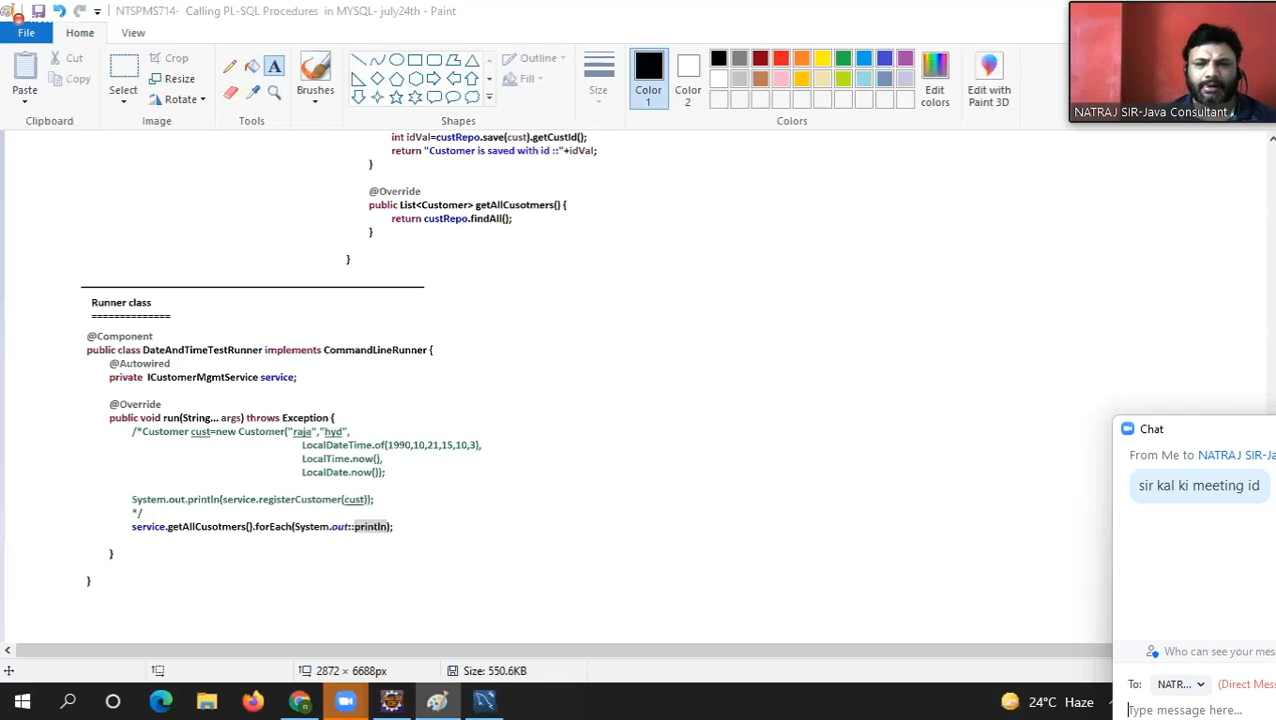 NTSPMS714- Calling PL-SQL Procedures in MYSQL- july24th - Paint
File
Home
View
Paste
Cut
Copy
Clipboard
Select
Crop
Resize
Rotate
Image
A
Tools
Brushes
Outline
Fill
Shapes
Size
Color 1
Color 2
Edit colors
Edit with Paint 3D
Colors
NATRAJ SIR-Java Consultant
int idVal=custRepo.save(cust).getCustId();
return "Customer is saved with id ::"+idVal;
}
@Override
public List<Customer> getAllCusotmers() {
return custRepo.findAll();
}
}
Runner class
==============
@Component
public class DateAndTimeTestRunner implements CommandLineRunner {
@Autowired
private ICustomerMgmtService service;
@Override
public void run(String... args) throws Exception {
/*Customer cust=new Customer("raja","hyd",
LocalDateTime.of(1990,10,21,15,10,3),
LocalTime.now(),
LocalDate.now());
System.out.println(service.registerCustomer(cust));
*/
service.getAllCusotmers().forEach(System.out::println);
}
}
Chat
From Me to NATRAJ SIR-Ja
sir kal ki meeting id
Who can see your mes
To: NATR... (Direct Mess
Type message here...
2872 × 6688px
Size: 550.6KB
24°C Haze